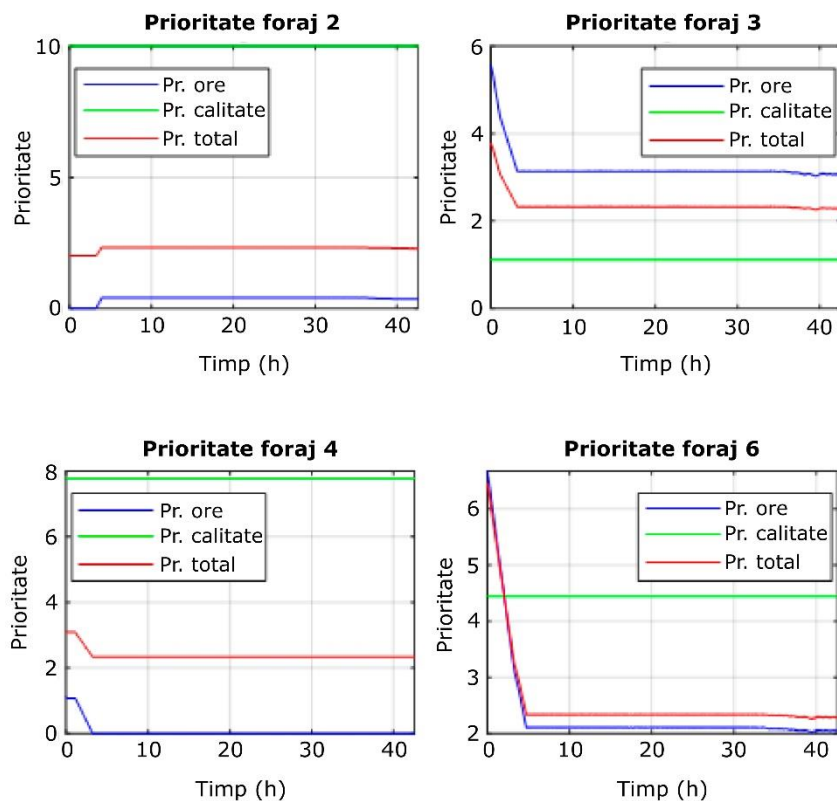 Prioritate foraj 2
10
5
0
Prioritate
Pr. ore
Pr. calitate
Pr. total
0 10 20 30 40
Timp (h)
Prioritate foraj 3
6
4
2
0
Prioritate
Pr. ore
Pr. calitate
Pr. total
0 10 20 30 40
Timp (h)
Prioritate foraj 4
8
6
4
2
0
Prioritate
Pr. ore
Pr. calitate
Pr. total
0 10 20 30 40
Timp (h)
Prioritate foraj 6
6
5
4
3
2
Prioritate
Pr. ore
Pr. calitate
Pr. total
0 10 20 30 40
Timp (h)